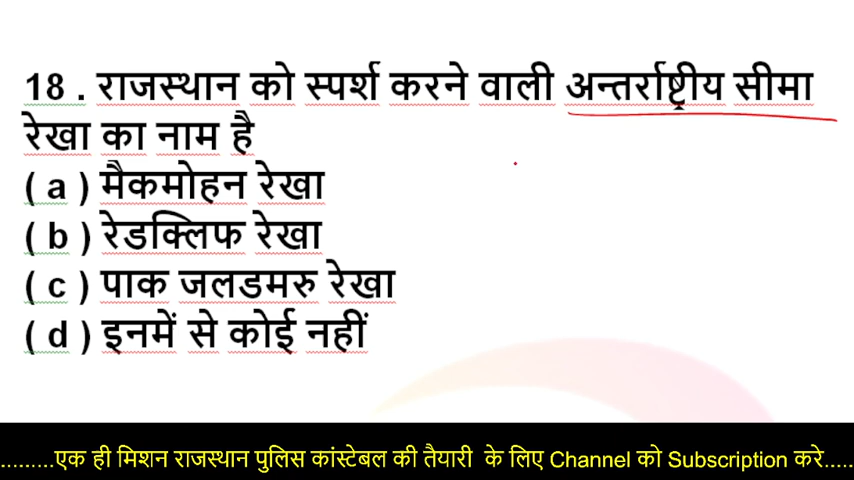 18 . राजस्थान को स्पर्श करने वाली अन्तर्राष्ट्रीय सीमा
रेखा का नाम है
( a ) मैकमोहन रेखा
( b ) रेडक्लिफ रेखा
( c ) पाक जलडमरु रेखा
( d ) इनमें से कोई नहीं
.........एक ही मिशन राजस्थान पुलिस कांस्टेबल की तैयारी के लिए Channel को Subscription करे.....